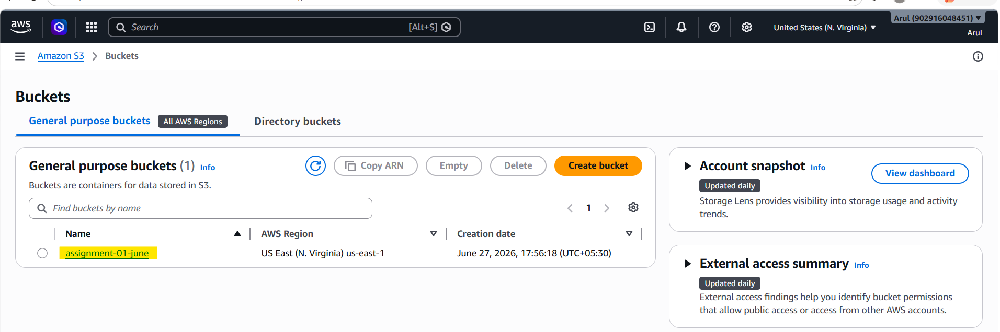 aws
Search [Alt+S]
United States (N. Virginia)
Arul (902916048451)
Arul
Amazon S3 Buckets
Buckets
General purpose buckets All AWS Regions Directory buckets
General purpose buckets (1) Info
Copy ARN Empty Delete Create bucket
Buckets are containers for data stored in S3.
Find buckets by name
1
Name AWS Region Creation date
assignment-01-june US East (N. Virginia) us-east-1 June 27, 2026, 17:56:18 (UTC+05:30)
Account snapshot Info
View dashboard
Updated daily
Storage Lens provides visibility into storage usage and activity
trends.
External access summary Info
Updated daily
External access findings help you identify bucket permissions
that allow public access or access from other AWS accounts.